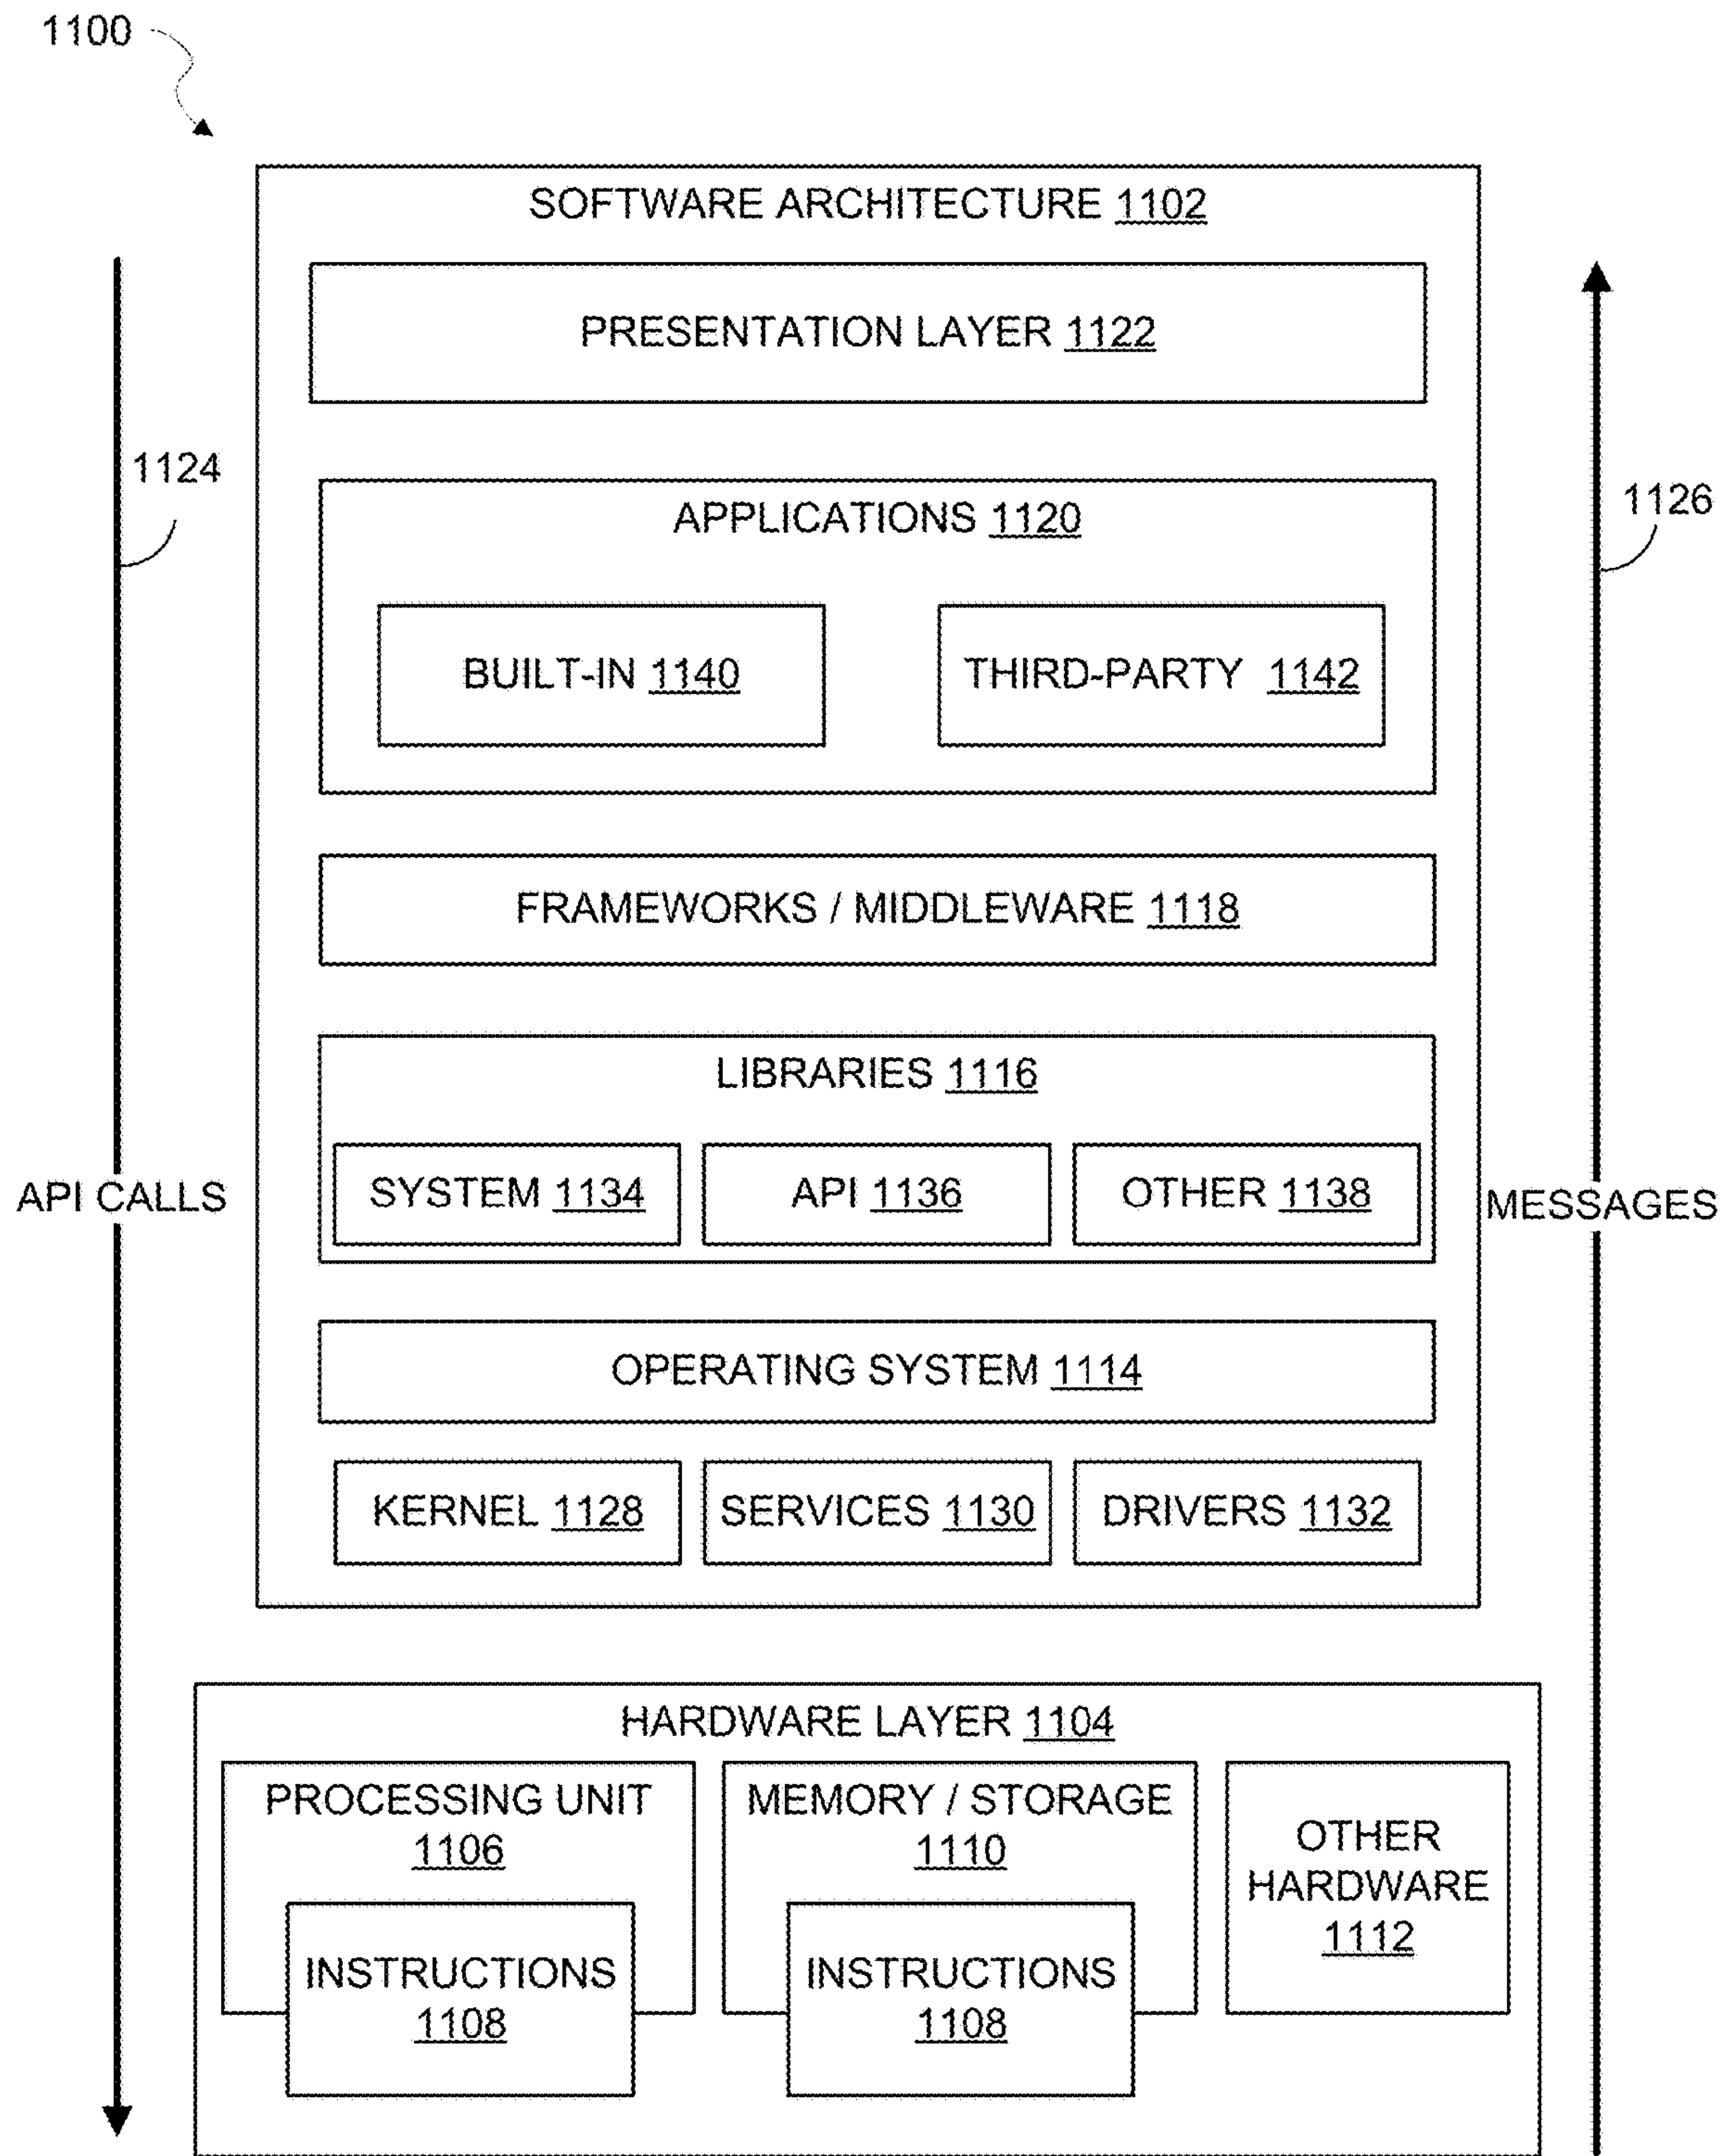 1100
SOFTWARE ARCHITECTURE 1102
PRESENTATION LAYER 1122
1124
1126
APPLICATIONS 1120
BUILT-IN 1140
THIRD-PARTY 1142
FRAMEWORKS / MIDDLEWARE 1118
LIBRARIES 1116
SYSTEM 1134
API 1136
OTHER 1138
API CALLS
MESSAGES
OPERATING SYSTEM 1114
KERNEL 1128
SERVICES 1130
DRIVERS 1132
HARDWARE LAYER 1104
PROCESSING UNIT
1106
INSTRUCTIONS
1108
MEMORY / STORAGE
1110
INSTRUCTIONS
1108
OTHER
HARDWARE
1112